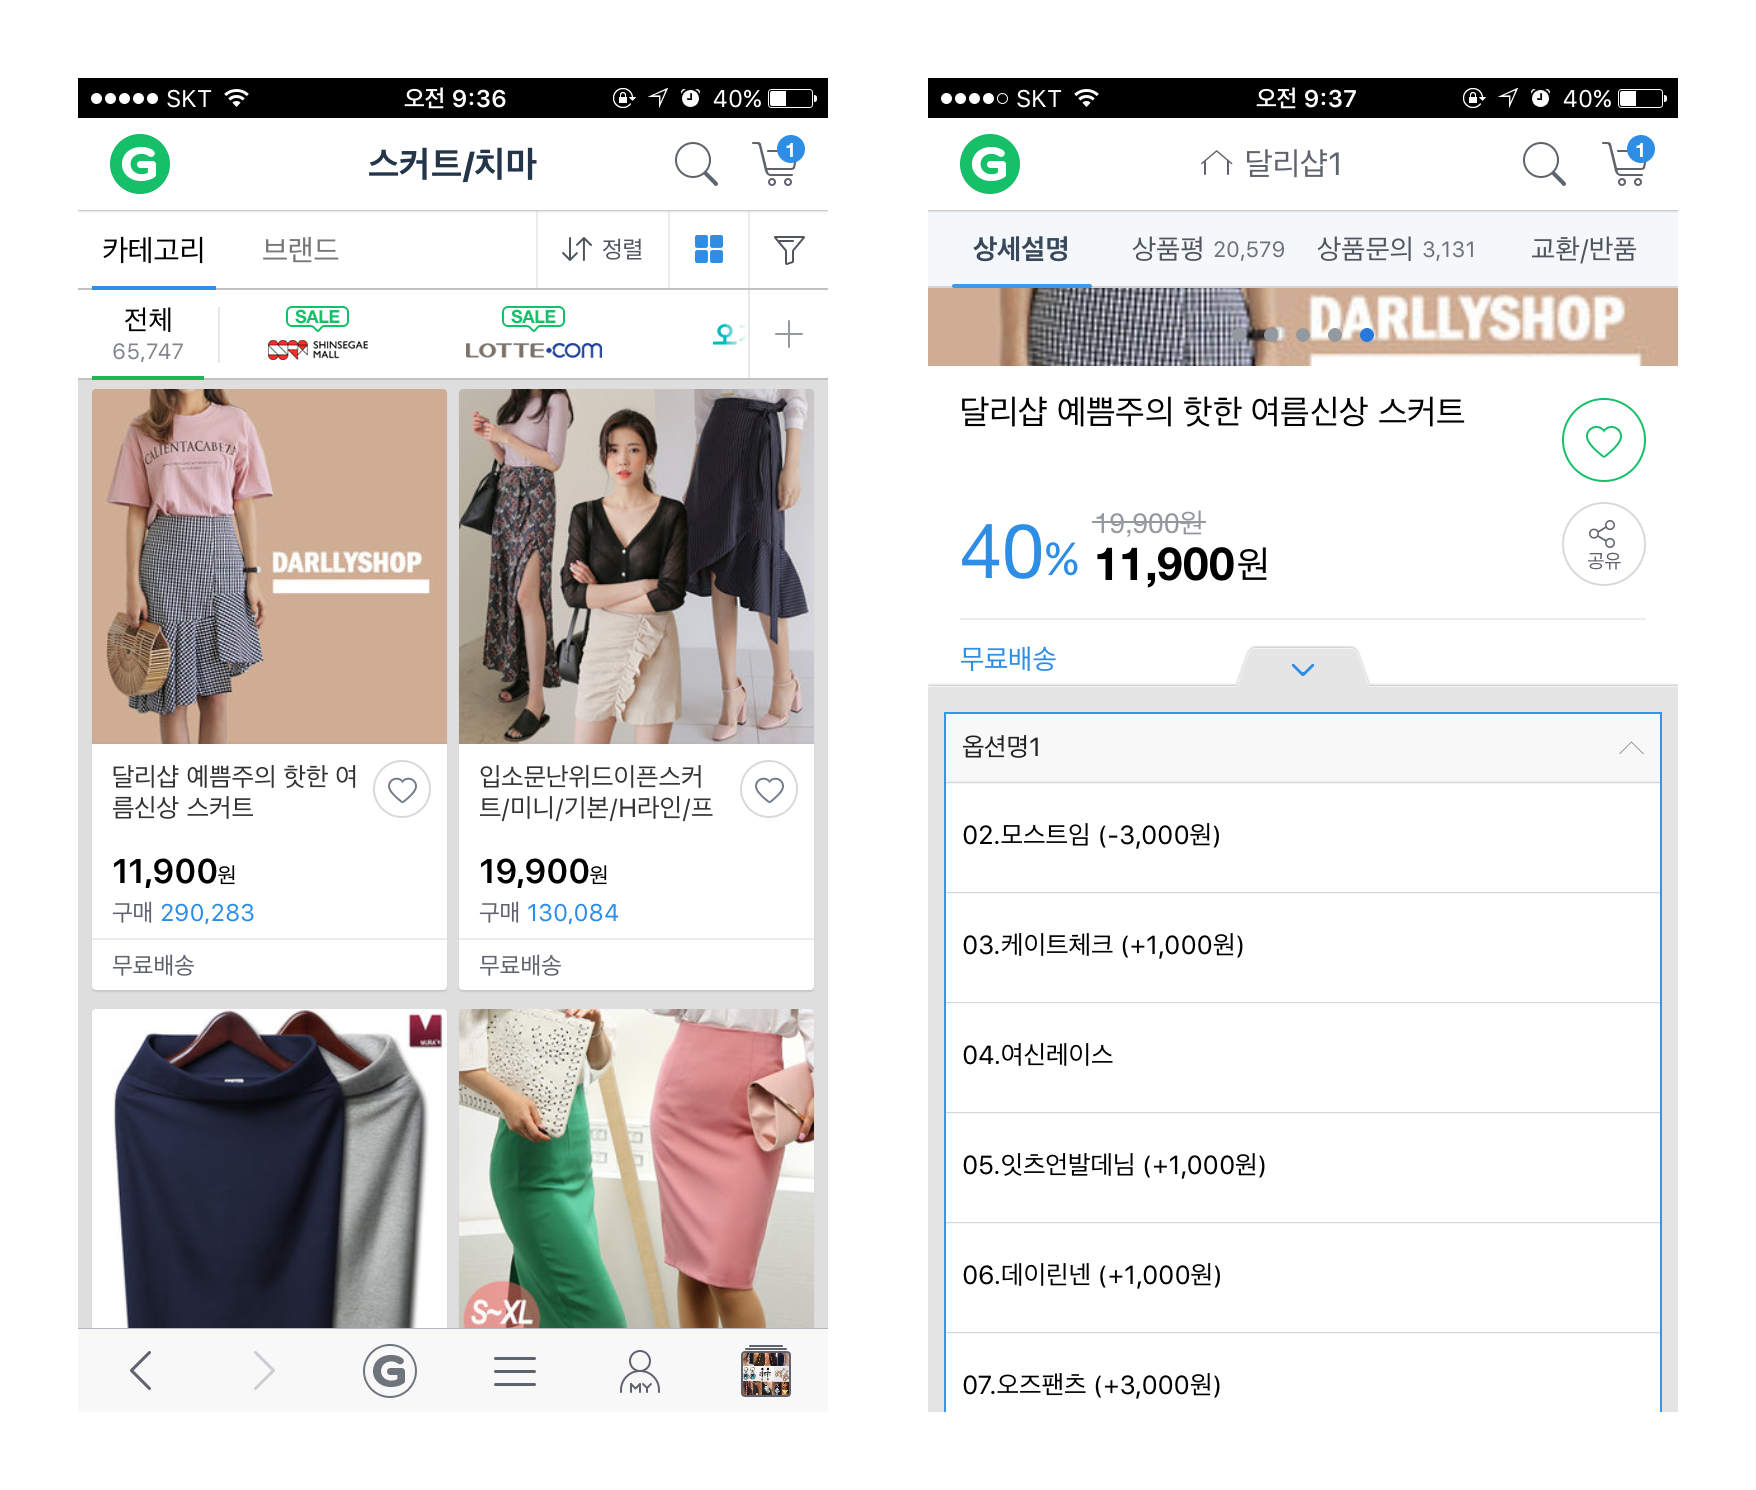 SKT 오전 9:36 40%
G 스커트/치마 1
카테고리 브랜드 정렬
전체 SALE SALE
65,747 SHINSEGAE MALL LOTTE.COM
CALIENTACABEZA
DARLLYSHOP
달리샵 예쁨주의 핫한 여
름신상 스커트
11,900원
구매 290,283
무료배송
입소문난위드이픈스커
트/미니/기본/H라인/프
19,900원
구매 130,084
무료배송
M
S~XL
G
MY
SKT 오전 9:37 40%
G 달리샵1 1
상세설명 상품평 20,579 상품문의 3,131 교환/반품
DARLLYSHOP
달리샵 예쁨주의 핫한 여름신상 스커트
19,900원
40% 11,900원
공유
무료배송
옵션명1
02.모스트임 (-3,000원)
03.케이트체크 (+1,000원)
04.여신레이스
05.잇츠언발데님 (+1,000원)
06.데이린넨 (+1,000원)
07.오즈팬츠 (+3,000원)